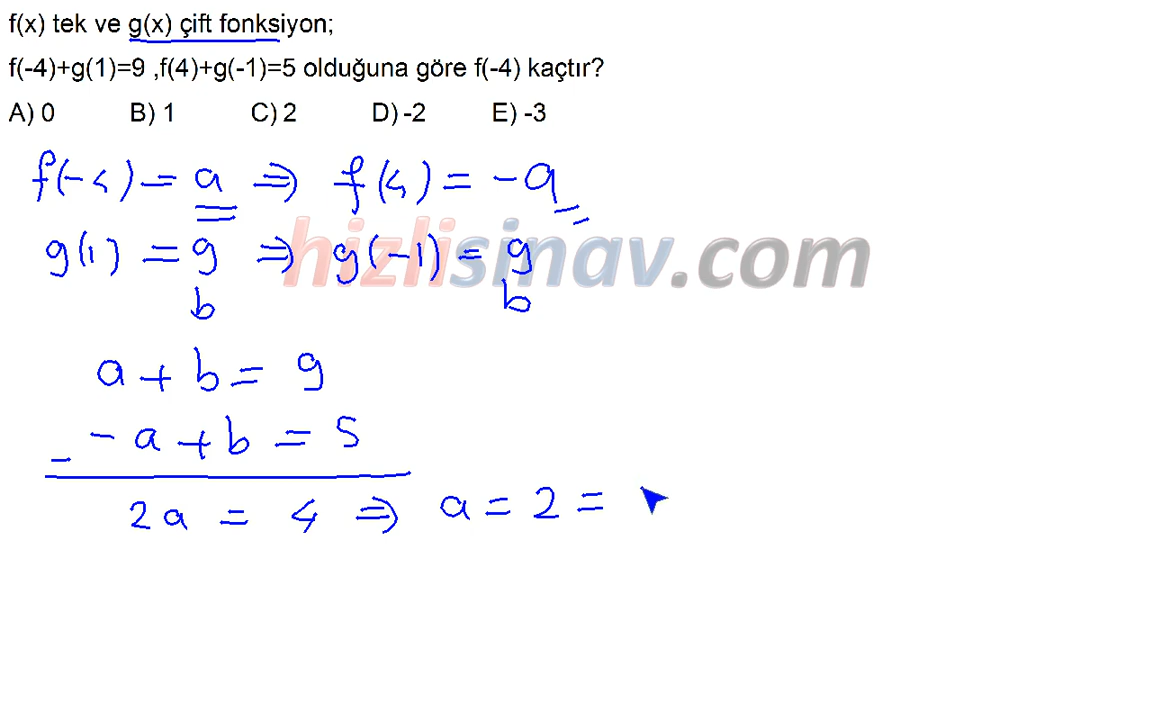 f(x) tek ve g(x) çift fonksiyon;
f(-4)+g(1)=9 ,f(4)+g(-1)=5 olduğuna göre f(-4) kaçtır?
A) 0 B) 1 C) 2 D) -2 E) -3
f(-4) = a ⇒ f(4) = -a
g(1) = g ⇒ g(-1) = g
b b
hizlisinav.com
a + b = 9
- a + b = 5
-
2a = 4 ⇒ a = 2 =